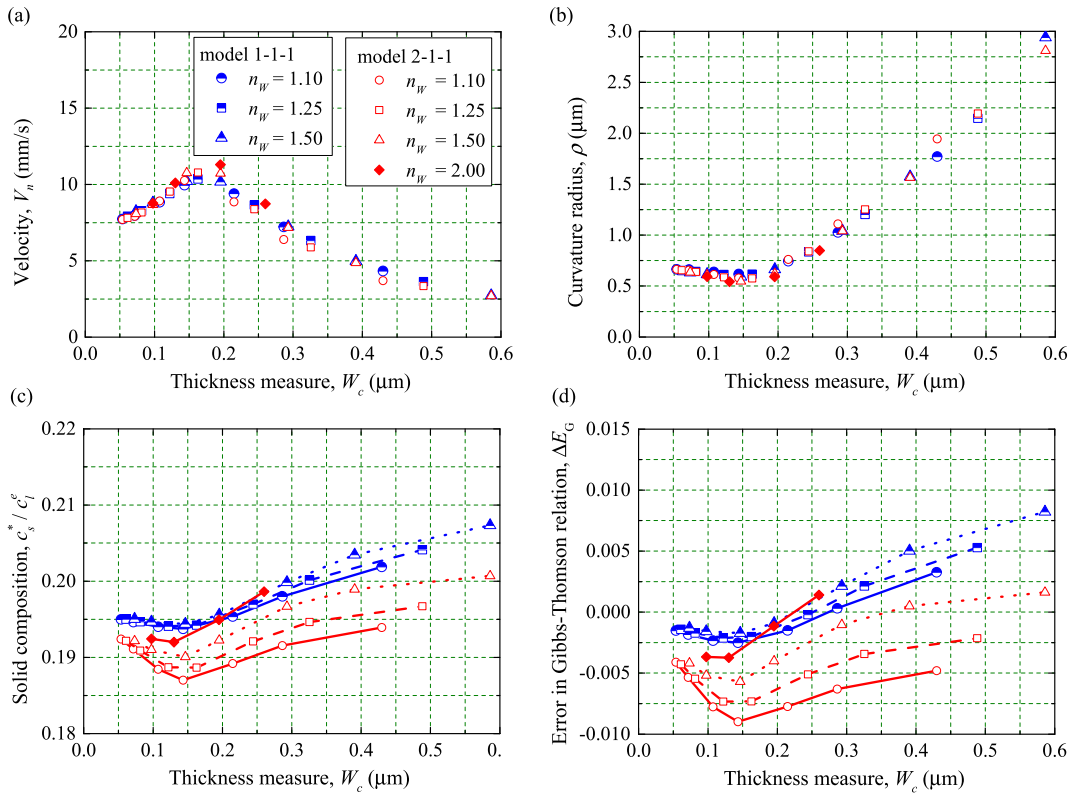 (a)
20
15
10
5
0
0.0 0.1 0.2 0.3 0.4 0.5 0.6
Velocity, V_n (mm/s)
Thickness measure, W_c (μm)
model 1-1-1
n_W = 1.10
n_W = 1.25
n_W = 1.50
model 2-1-1
n_W = 1.10
n_W = 1.25
n_W = 1.50
n_W = 2.00
(b)
3.0
2.5
2.0
1.5
1.0
0.5
0.0
0.0 0.1 0.2 0.3 0.4 0.5 0.6
Curvature radius, ρ (μm)
Thickness measure, W_c (μm)
(c)
0.22
0.21
0.20
0.19
0.18
0.0 0.1 0.2 0.3 0.4 0.5 0.
Solid composition, c_s^* / c_l^e
Thickness measure, W_c (μm)
(d)
0.015
0.010
0.005
0.000
-0.005
-0.010
0.0 0.1 0.2 0.3 0.4 0.5 0.6
Error in Gibbs-Thomson relation, ΔE_G
Thickness measure, W_c (μm)